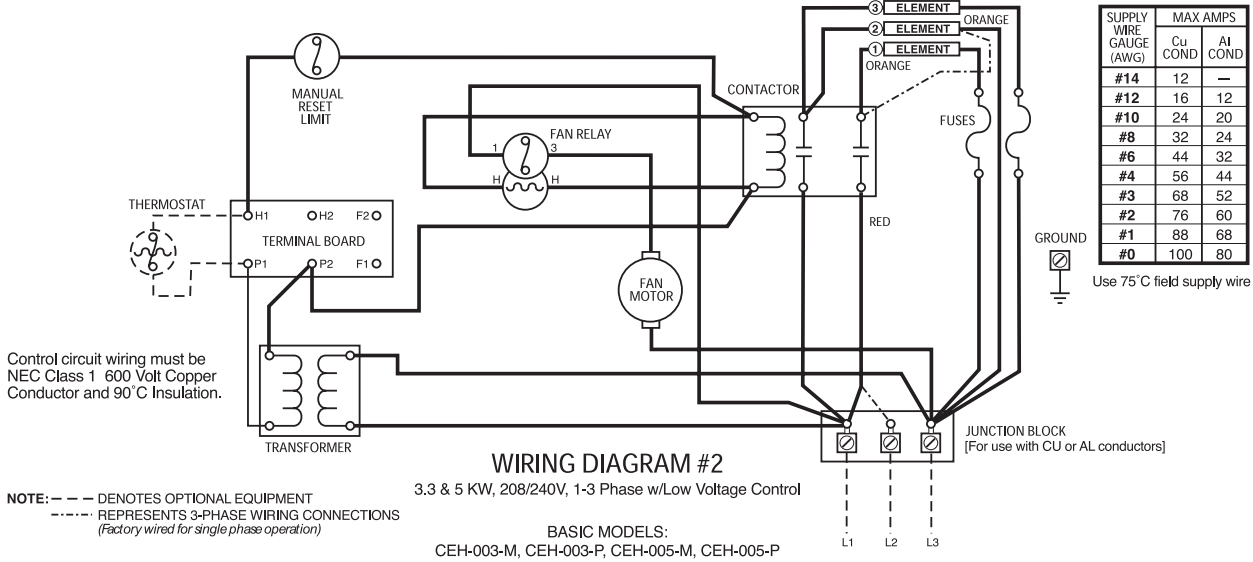 3 ELEMENT
2 ELEMENT
ORANGE
1 ELEMENT
ORANGE
MANUAL
RESET
LIMIT
CONTACTOR
FUSES
FAN RELAY
1 3
H H
THERMOSTAT
H1 H2 F2
TERMINAL BOARD
P1 P2 F1
RED
FAN
MOTOR
GROUND
SUPPLY
WIRE
GAUGE
(AWG)
MAX AMPS
Cu
COND
Al
COND
#14 12 —
#12 16 12
#10 24 20
#8 32 24
#6 44 32
#4 56 44
#3 68 52
#2 76 60
#1 88 68
#0 100 80
Use 75°C field supply wire
Control circuit wiring must be
NEC Class 1 600 Volt Copper
Conductor and 90°C Insulation.
TRANSFORMER
JUNCTION BLOCK
[For use with CU or AL conductors]
L1 L2 L3
WIRING DIAGRAM #2
3.3 & 5 KW, 208/240V, 1-3 Phase w/Low Voltage Control
NOTE: DENOTES OPTIONAL EQUIPMENT
REPRESENTS 3-PHASE WIRING CONNECTIONS
(Factory wired for single phase operation)
BASIC MODELS:
CEH-003-M, CEH-003-P, CEH-005-M, CEH-005-P